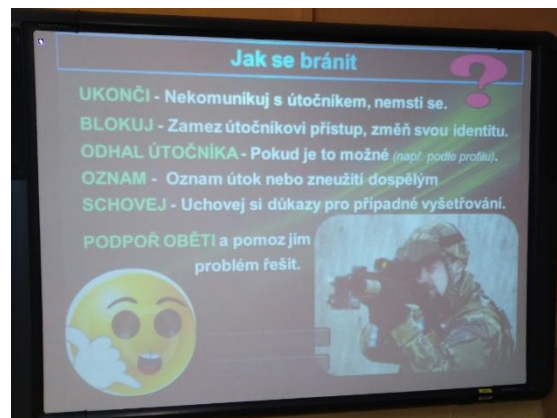 Jak se bránit
UKONČI - Nekomunikuj s útočníkem, nemsti se.
BLOKUJ - Zamez útočníkovi přístup, změň svou identitu.
ODHAL ÚTOČNÍKA - Pokud je to možné (např. podle profilu).
OZNAM - Oznam útok nebo zneužití dospělým
SCHOVEJ - Uchovej si důkazy pro případné vyšetřování.
PODPOŘ OBĚTI a pomoz jim
problém řešit.